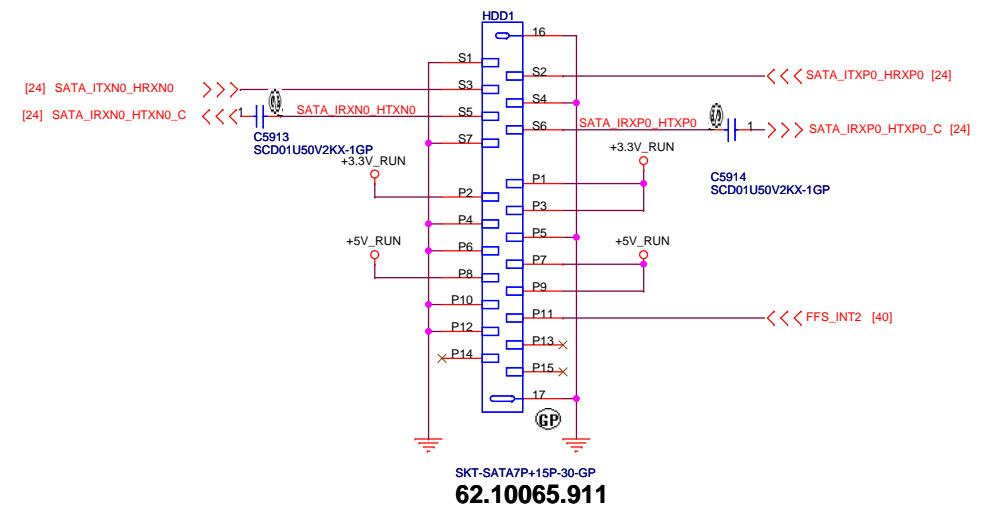 HDD1
16
S1
S2
[24] SATA_ITXN0_HRXN0
S3
SATA_ITXP0_HRXP0 [24]
S4
[24] SATA_IRXN0_HTXN0_C
1
SATA_IRXN0_HTXN0
S5
S6
SATA_IRXP0_HTXP0
1
SATA_IRXP0_HTXP0_C [24]
C5913
SCD01U50V2KX-1GP
S7
+3.3V_RUN
+3.3V_RUN
C5914
SCD01U50V2KX-1GP
P1
P2
P3
P4
P5
+5V_RUN
P6
+5V_RUN
P7
P8
P9
P10
P11
FFS_INT2 [40]
P12
P13
P14
P15
17
GP
SKT-SATA7P+15P-30-GP
62.10065.911